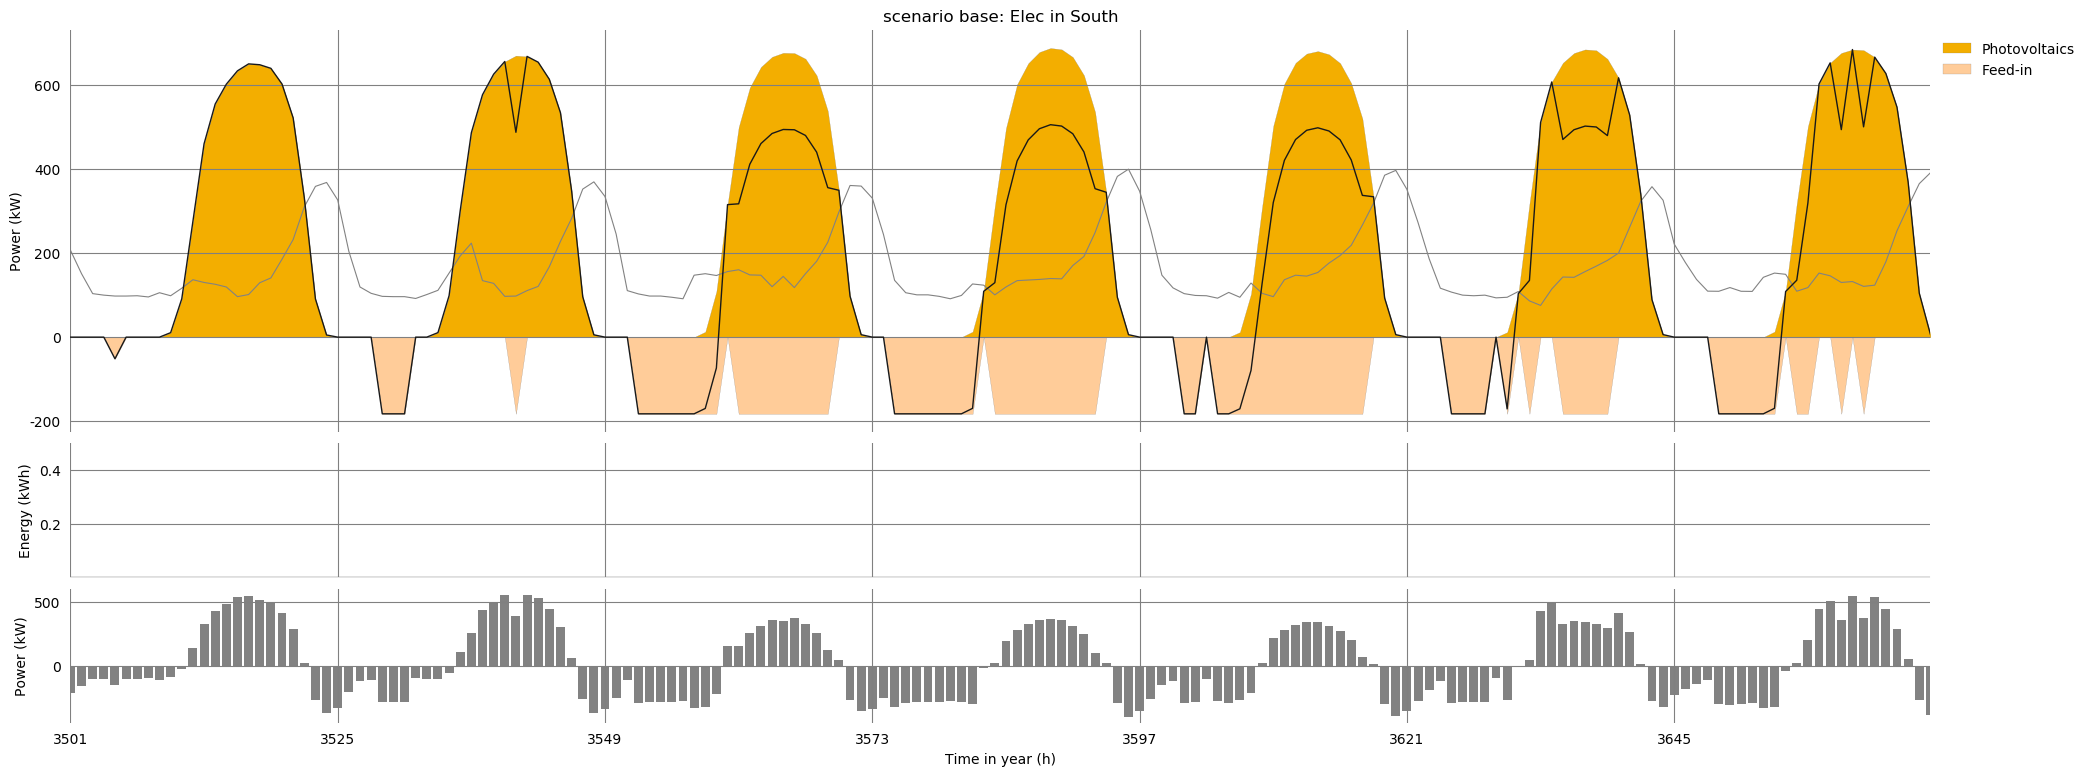 scenario base: Elec in South
Photovoltaics
Feed-in
Power (kW)
600
400
200
0
-200
Energy (kWh)
0.4
0.2
Power (kW)
500
0
3501 3525 3549 3573 3597 3621 3645
Time in year (h)